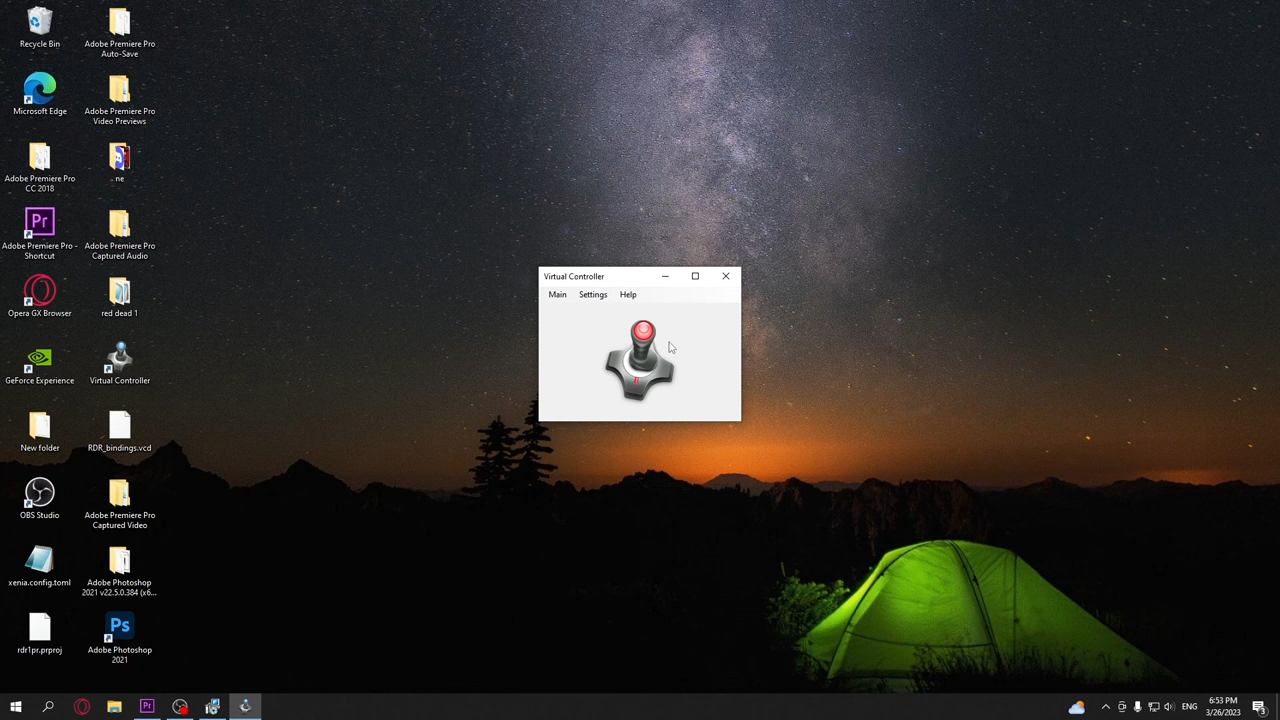 Recycle Bin
Adobe Premiere Pro
Auto-Save
Microsoft Edge
Adobe Premiere Pro
Video Previews
Adobe Premiere Pro
CC 2018
ne
Adobe Premiere Pro -
Shortcut
Adobe Premiere Pro
Captured Audio
Opera GX Browser
red dead 1
GeForce Experience
Virtual Controller
New folder
RDR_bindings.vcd
OBS Studio
Adobe Premiere Pro
Captured Video
xenia.config.toml
Adobe Photoshop
2021 v22.5.0.384 (x6...
rdr1pr.prproj
Ps
Adobe Photoshop
2021
Pr
Virtual Controller
Main Settings Help
Pr
ENG
6:53 PM
3/26/2023
3